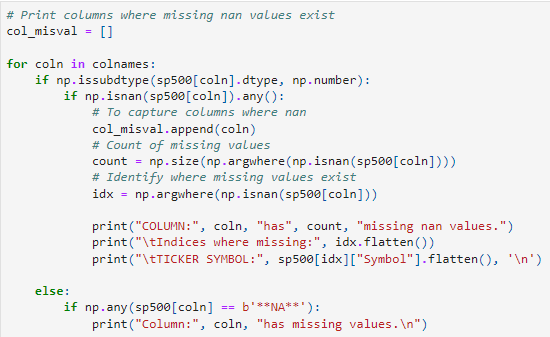 # Print columns where missing nan values exist
col_misval = []
for coln in colnames:
    if np.issubdtype(sp500[coln].dtype, np.number):
        if np.isnan(sp500[coln]).any():
            # To capture columns where nan
            col_misval.append(coln)
            # Count of missing values
            count = np.size(np.argwhere(np.isnan(sp500[coln])))
            # Identify where missing values exist
            idx = np.argwhere(np.isnan(sp500[coln]))
            print("COLUMN:", coln, "has", count, "missing nan values.")
            print("\tIndices where missing:", idx.flatten())
            print("\tTICKER SYMBOL:", sp500[idx]["Symbol"].flatten(), '\n')
    else:
        if np.any(sp500[coln] == b'**NA**'):
            print("Column:", coln, "has missing values.\n")